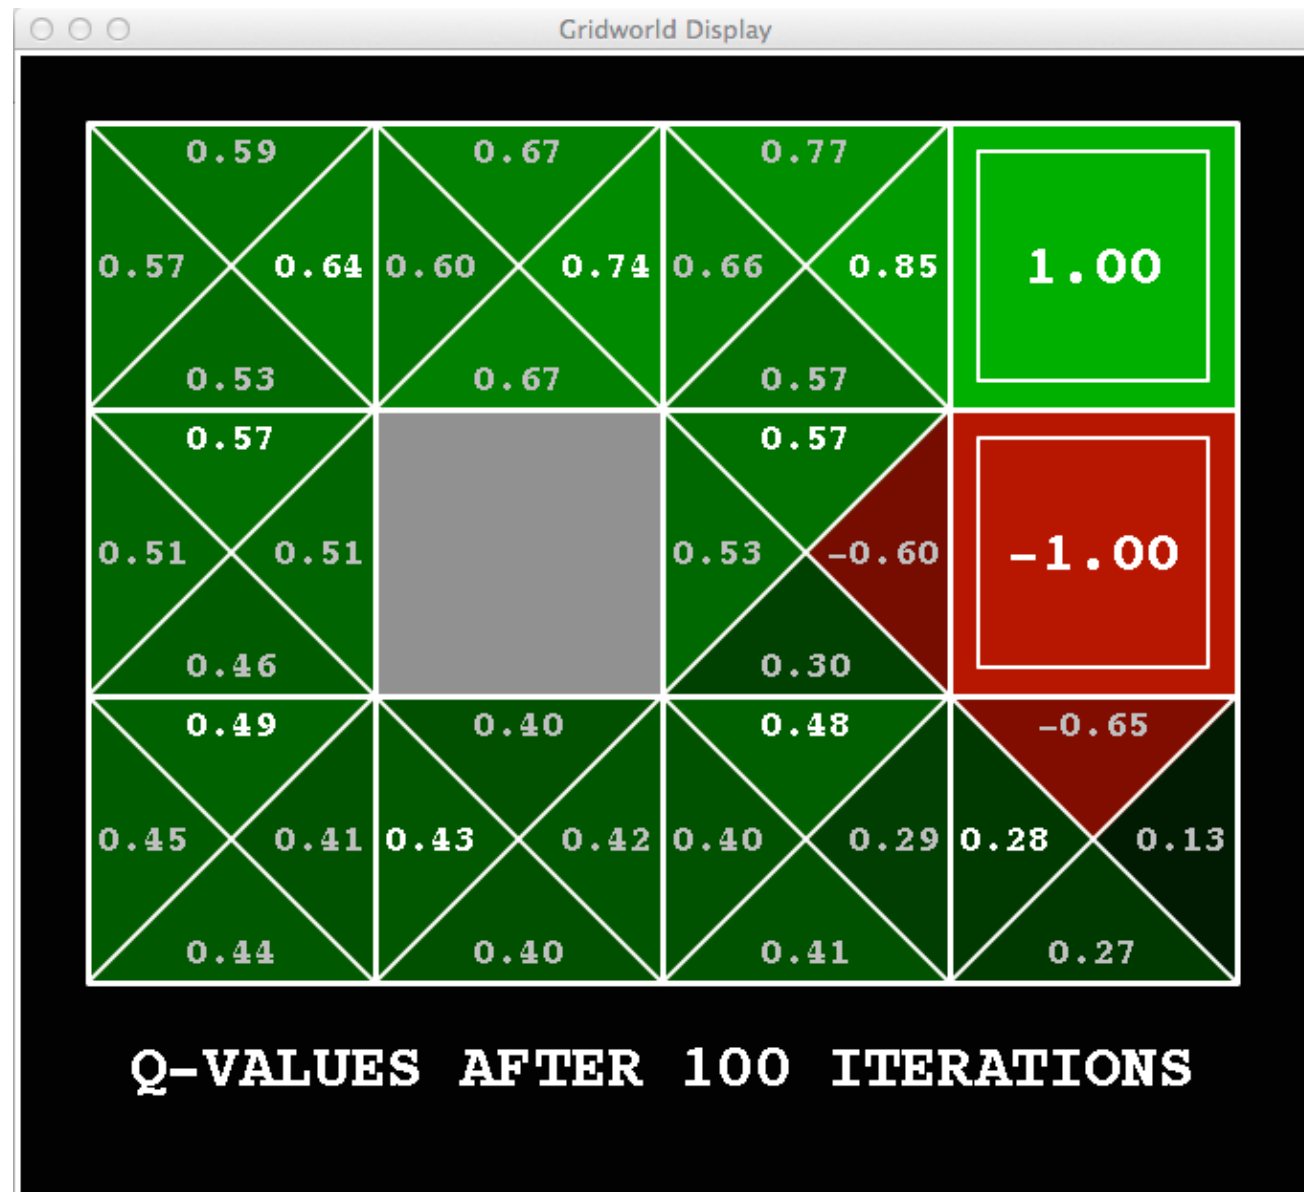 Gridworld Display
0.59 0.67 0.77
0.57 0.64 0.60 0.74 0.66 0.85 1.00
0.53 0.67 0.57
0.57 0.57
0.51 0.51 0.53 -0.60 -1.00
0.46 0.30
0.49 0.40 0.48 -0.65
0.45 0.41 0.43 0.42 0.40 0.29 0.28 0.13
0.44 0.40 0.41 0.27
Q-VALUES AFTER 100 ITERATIONS